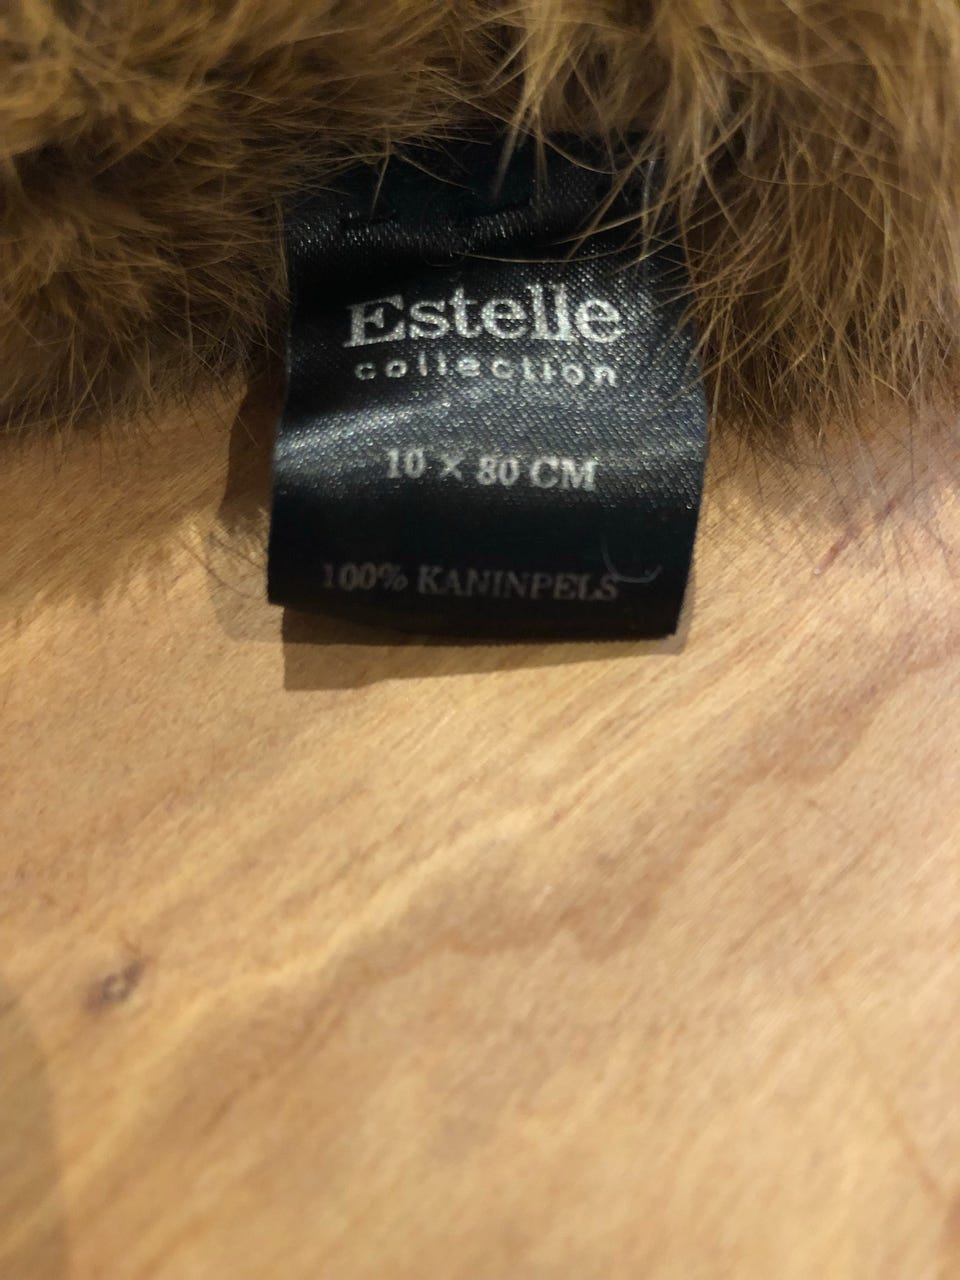 Estelle
collection
10 × 80 CM
100% KANINPELS